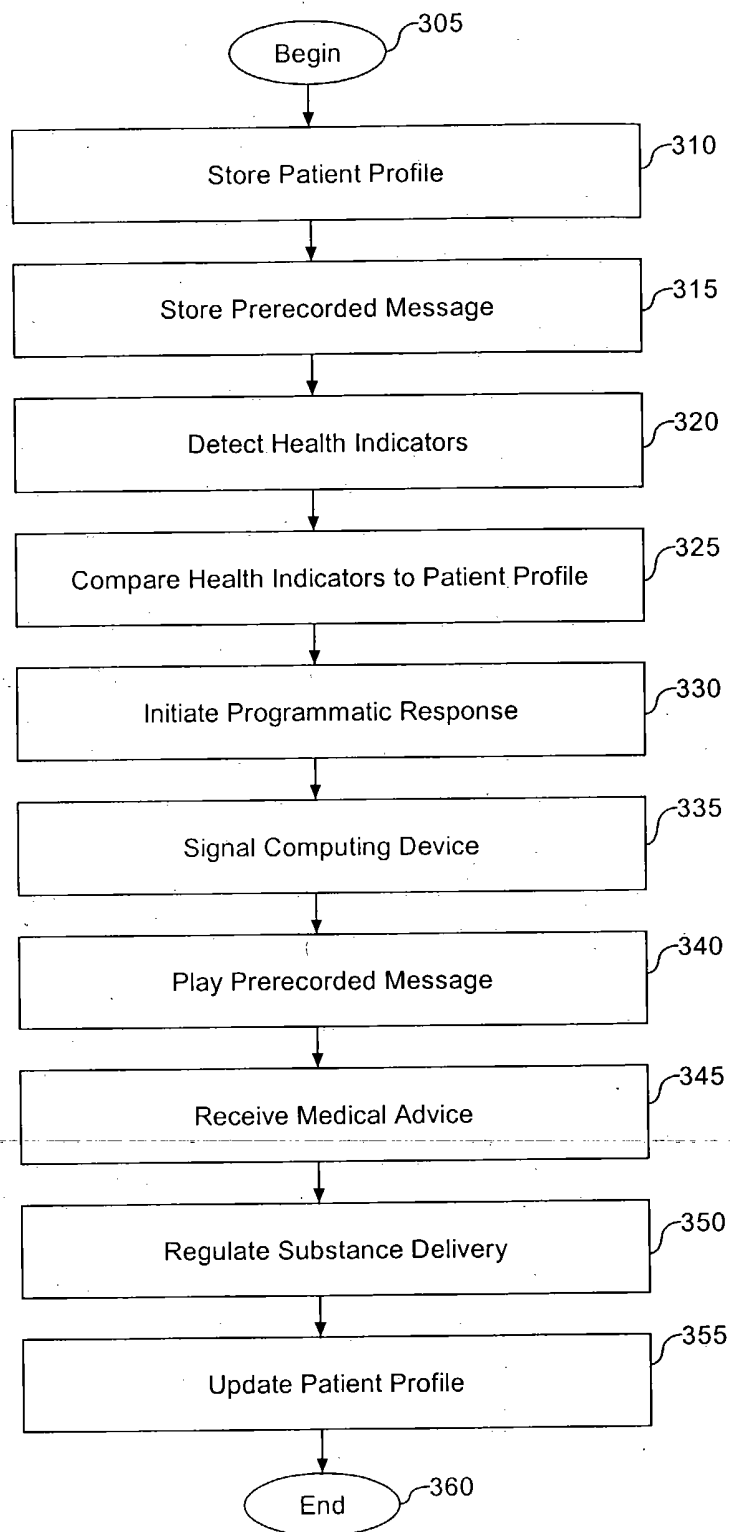 Begin 305
Store Patient Profile 310
Store Prerecorded Message 315
Detect Health Indicators 320
Compare Health Indicators to Patient Profile 325
Initiate Programmatic Response 330
Signal Computing Device 335
Play Prerecorded Message 340
Receive Medical Advice 345
Regulate Substance Delivery 350
Update Patient Profile 355
End 360